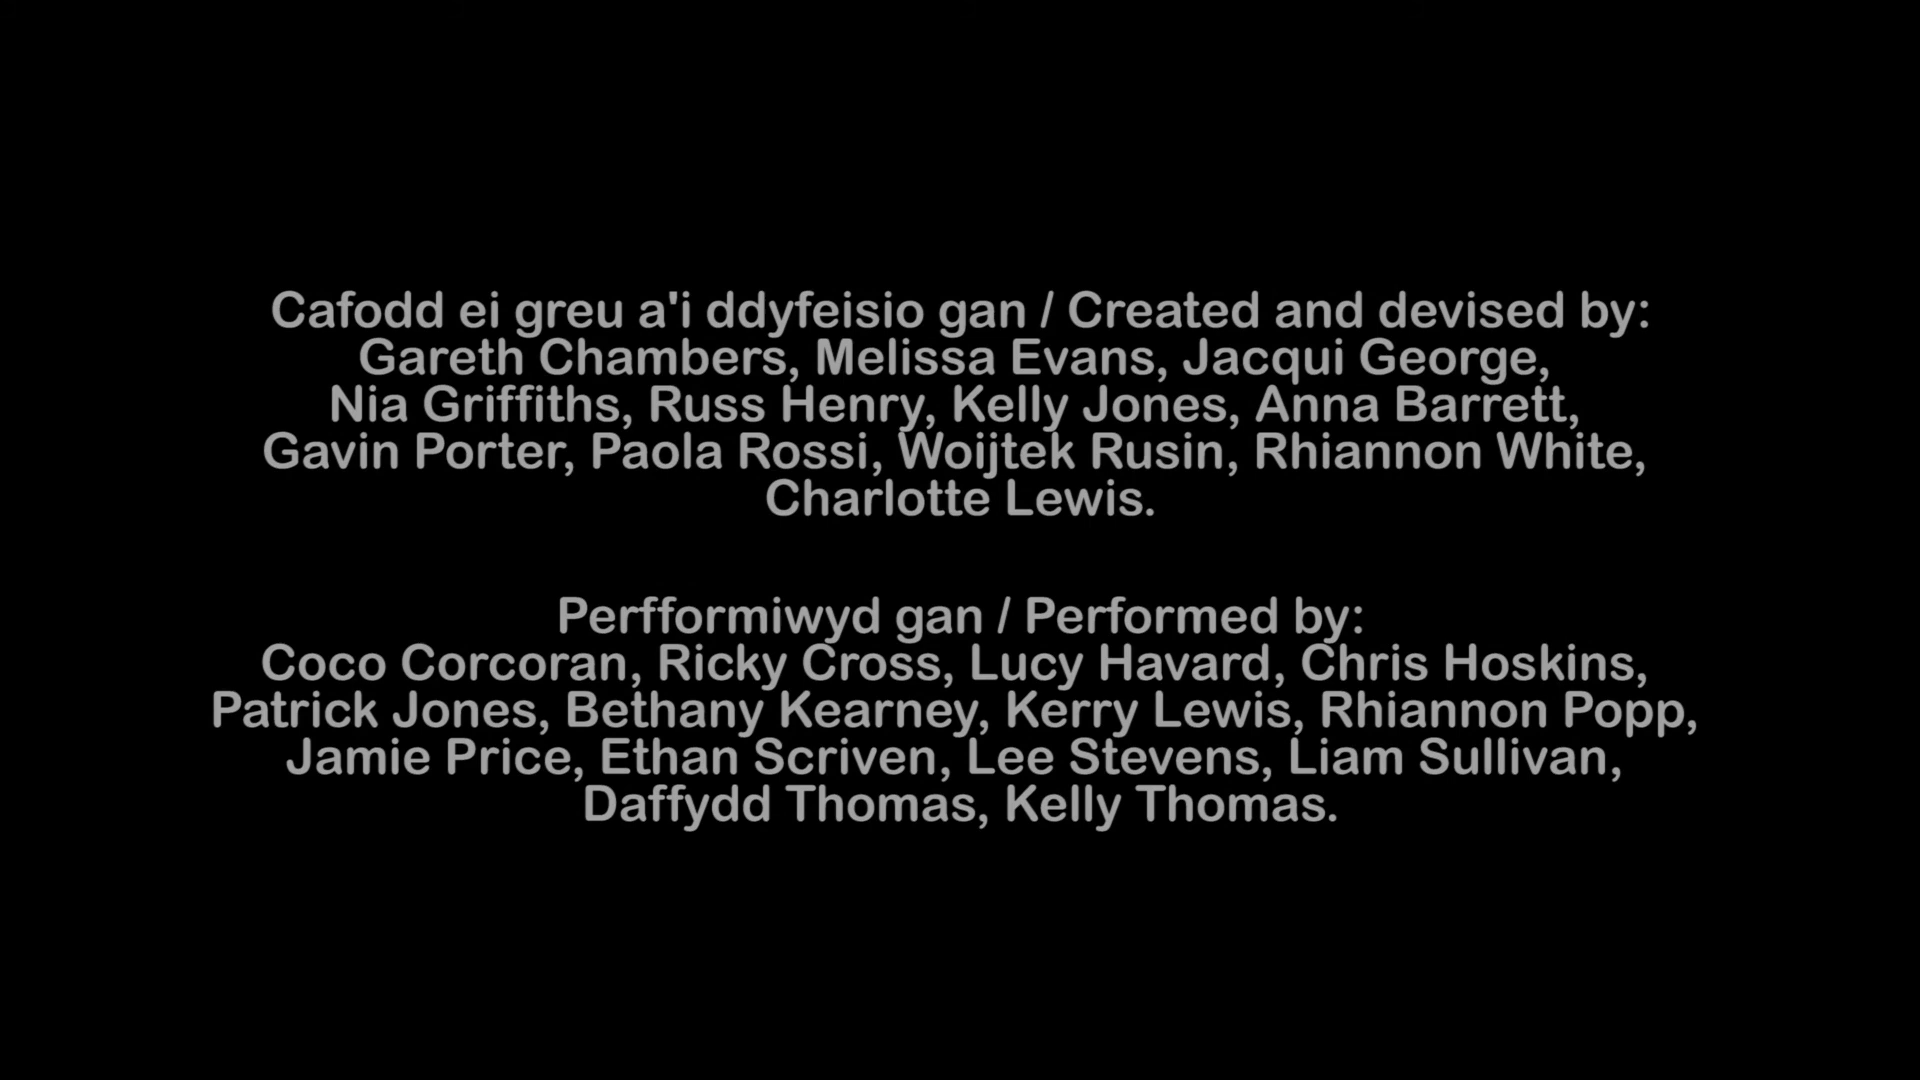 Cafodd ei greu a'i ddyfeisio gan / Created and devised by:
Gareth Chambers, Melissa Evans, Jacqui George,
Nia Griffiths, Russ Henry, Kelly Jones, Anna Barrett,
Gavin Porter, Paola Rossi, Woijtek Rusin, Rhiannon White,
Charlotte Lewis.
Perfformiwyd gan / Performed by:
Coco Corcoran, Ricky Cross, Lucy Havard, Chris Hoskins,
Patrick Jones, Bethany Kearney, Kerry Lewis, Rhiannon Popp,
Jamie Price, Ethan Scriven, Lee Stevens, Liam Sullivan,
Daffydd Thomas, Kelly Thomas.